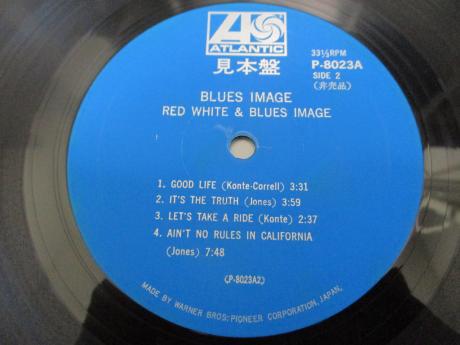 ATLANTIC
見本盤
33⅓RPM
P-8023A
SIDE 2
(非売品)
BLUES IMAGE
RED WHITE & BLUES IMAGE
1. GOOD LIFE (Konte-Correll) 3:31
2. IT'S THE TRUTH (Jones) 3:59
3. LET'S TAKE A RIDE (Konte) 2:37
4. AIN'T NO RULES IN CALIFORNIA
(Jones) 7:48
(P-8023A2)
MADE BY WARNER BROS-PIONEER CORPORATION, JAPAN.